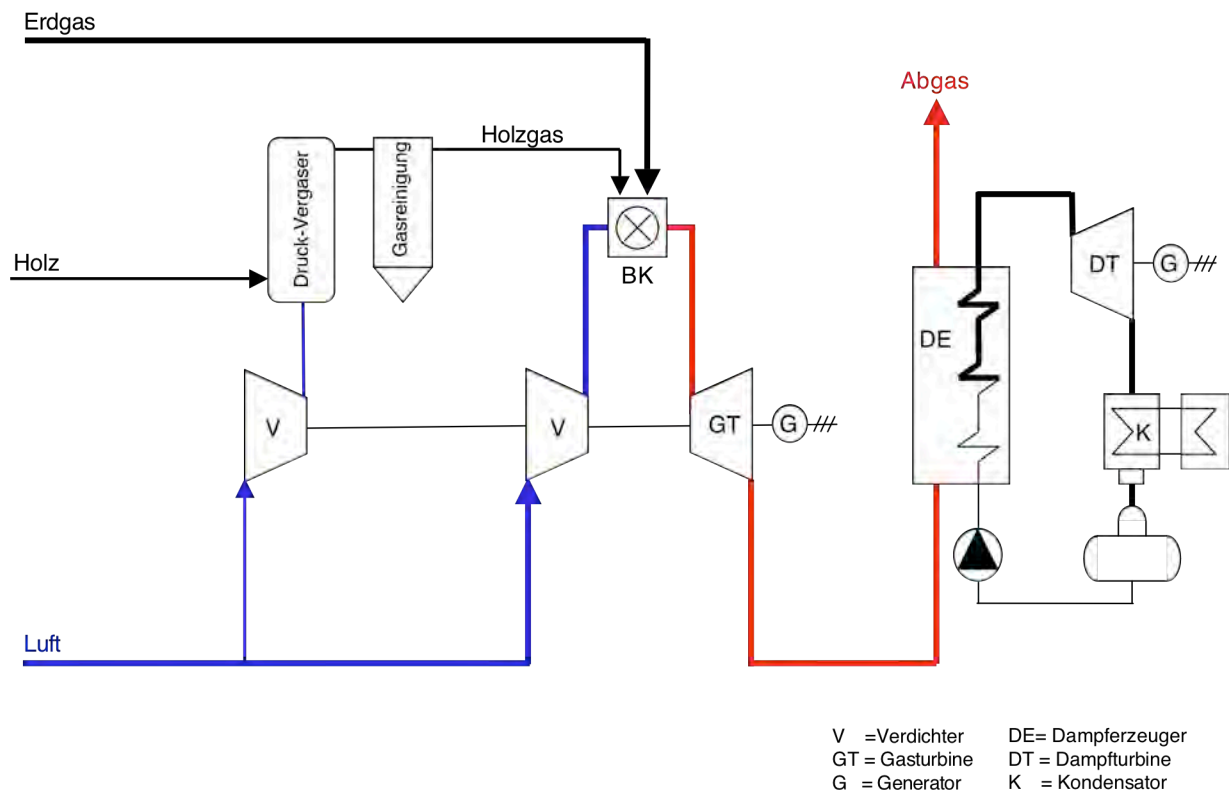 Erdgas
Abgas
Holzgas
Druck-Vergaser
Gasreinigung
Holz
BK
DT
G
DE
V
V
GT
G
K
Luft
V =Verdichter
GT = Gasturbine
G = Generator
DE= Dampferzeuger
DT = Dampfturbine
K = Kondensator